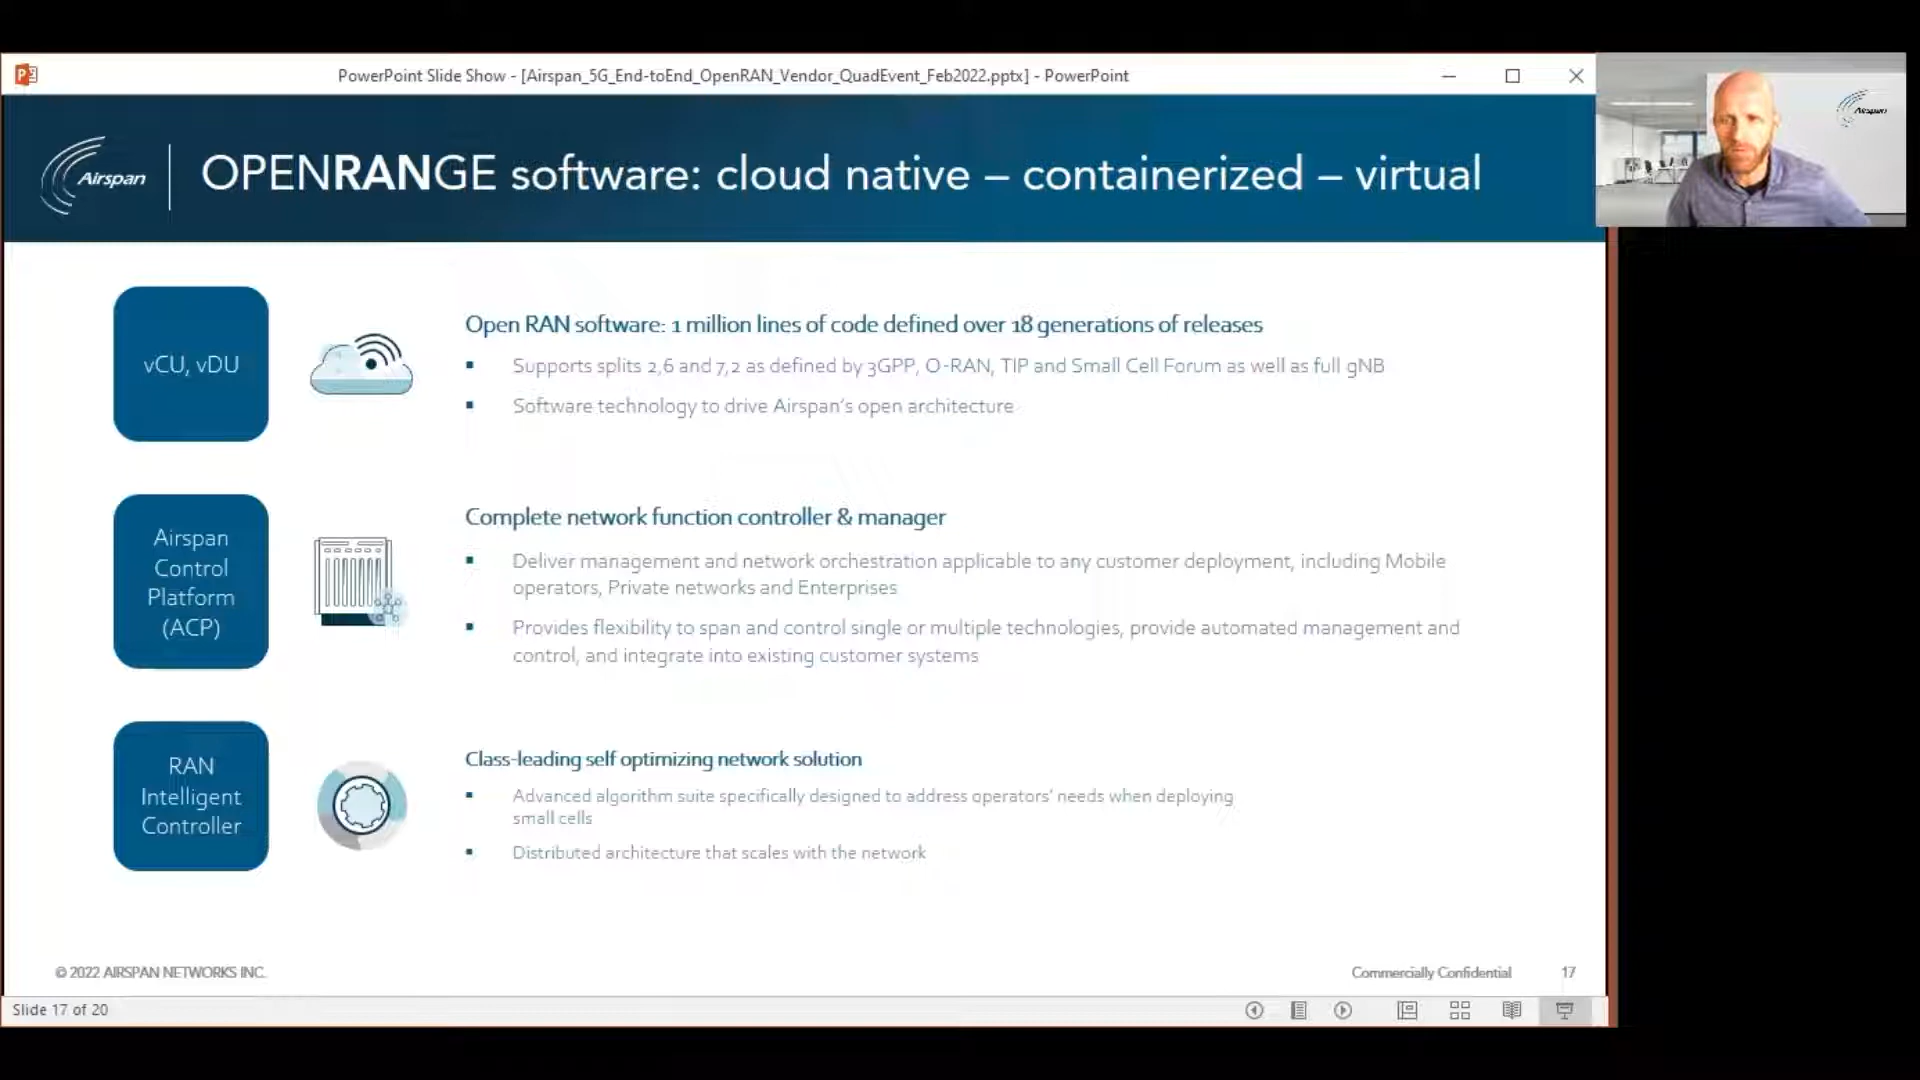 PowerPoint Slide Show - [Airspan_5G_End-toEnd_OpenRAN_Vendor_QuadEvent_Feb2022.pptx] - PowerPoint
Airspan
OPENRANGE software: cloud native – containerized – virtual
Airspan
vCU, vDU
Open RAN software: 1 million lines of code defined over 18 generations of releases
Supports splits 2,6 and 7,2 as defined by 3GPP, O-RAN, TIP and Small Cell Forum as well as full gNB
Software technology to drive Airspan's open architecture
Airspan
Control
Platform
(ACP)
Complete network function controller & manager
Deliver management and network orchestration applicable to any customer deployment, including Mobile
operators, Private networks and Enterprises
Provides flexibility to span and control single or multiple technologies, provide automated management and
control, and integrate into existing customer systems
RAN
Intelligent
Controller
Class-leading self optimizing network solution
Advanced algorithm suite specifically designed to address operators' needs when deploying
small cells
Distributed architecture that scales with the network
© 2022 AIRSPAN NETWORKS INC.
Commercially Confidential
17
Slide 17 of 20